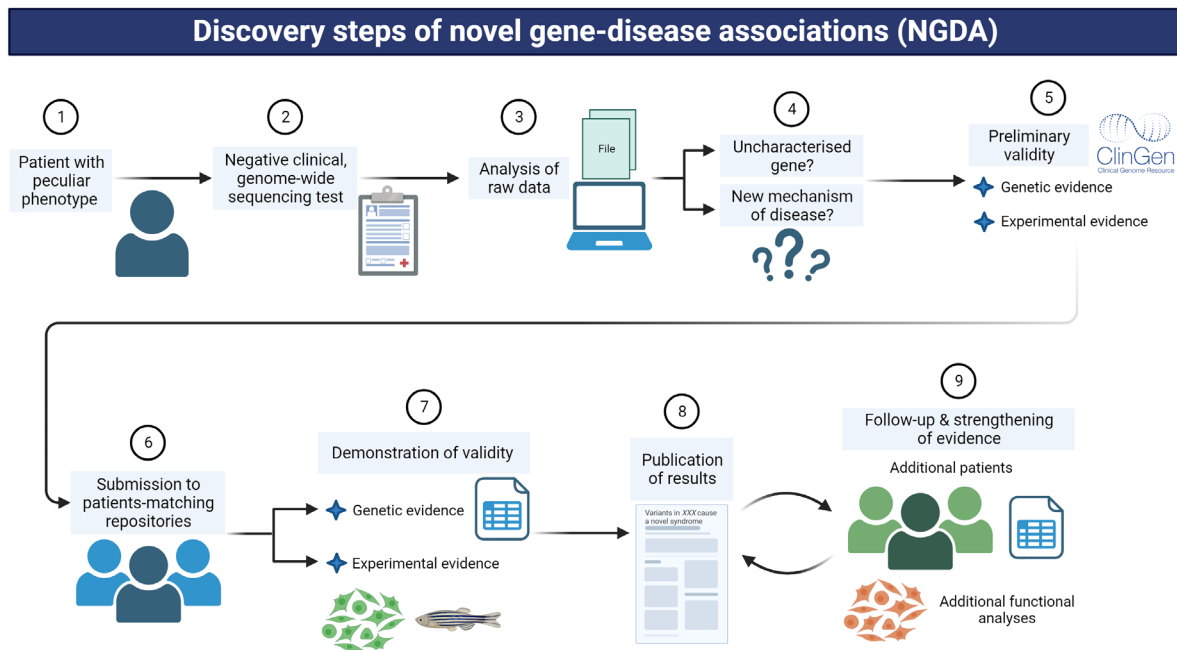 Discovery steps of novel gene-disease associations (NGDA)
1
Patient with
peculiar
phenotype
2
Negative clinical,
genome-wide
sequencing test
3
Analysis of
raw data
File
4
Uncharacterised
gene?
New mechanism
of disease?
???
5
Preliminary
validity
ClinGen
Clinical Genome Resource
Genetic evidence
Experimental evidence
6
Submission to
patients-matching
repositories
7
Demonstration of validity
Genetic evidence
Experimental evidence
8
Publication
of results
Variants in XXX cause
a novel syndrome
9
Follow-up & strengthening
of evidence
Additional patients
Additional functional
analyses